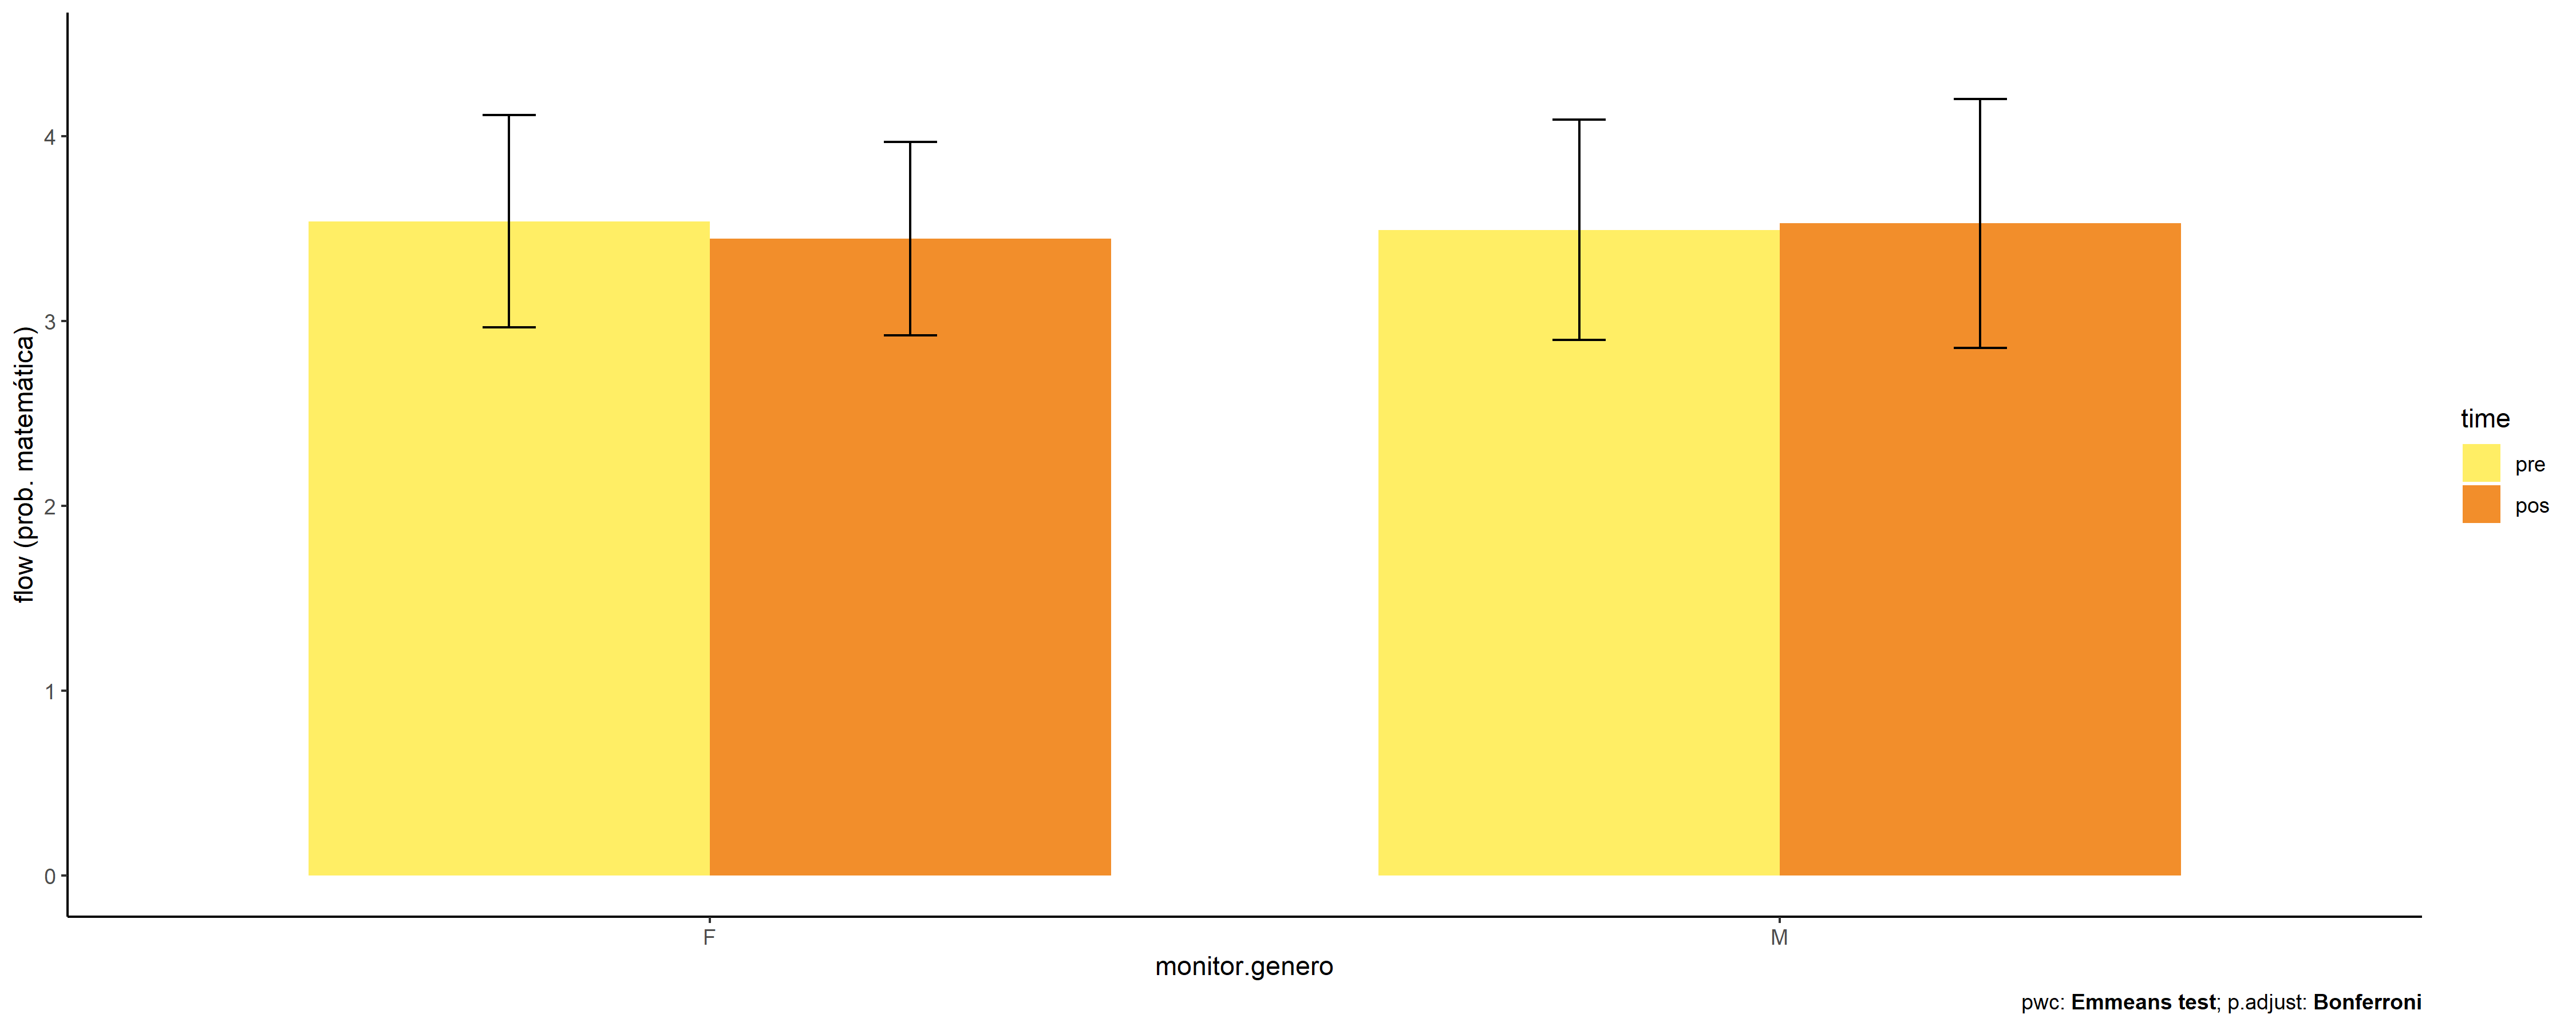 flow (prob. matemática)
4
3
2
1
0
F
M
monitor.genero
time
pre
pos
pwc: Emmeans test; p.adjust: Bonferroni